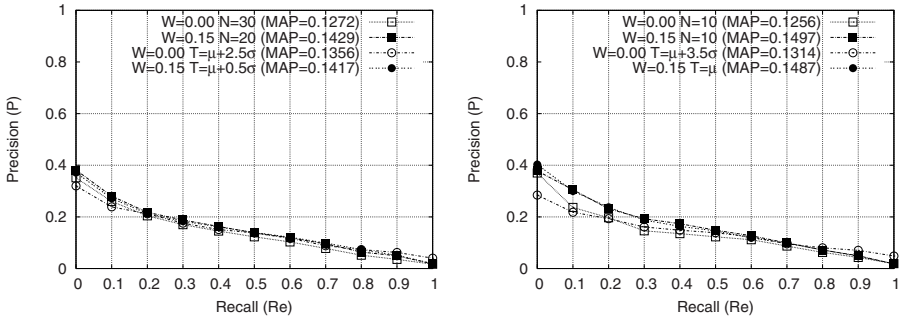 W=0.00 N=30 (MAP=0.1272)
W=0.15 N=20 (MAP=0.1429)
W=0.00 T=μ+2.5σ (MAP=0.1356)
W=0.15 T=μ+0.5σ (MAP=0.1417)
1
0.8
0.6
0.4
0.2
0
Precision (P)
0 0.1 0.2 0.3 0.4 0.5 0.6 0.7 0.8 0.9 1
Recall (Re)
W=0.00 N=10 (MAP=0.1256)
W=0.15 N=10 (MAP=0.1497)
W=0.00 T=μ+3.5σ (MAP=0.1314)
W=0.15 T=μ (MAP=0.1487)
1
0.8
0.6
0.4
0.2
0
Precision (P)
0 0.1 0.2 0.3 0.4 0.5 0.6 0.7 0.8 0.9 1
Recall (Re)